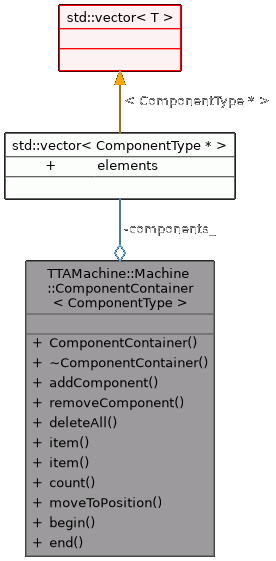 std::vector< T >
< ComponentType * >
std::vector< ComponentType * >
+ elements
-components_
TTAMachine::Machine
::ComponentContainer
< ComponentType >
+ ComponentContainer()
+ ~ComponentContainer()
+ addComponent()
+ removeComponent()
+ deleteAll()
+ item()
+ item()
+ count()
+ moveToPosition()
+ begin()
+ end()